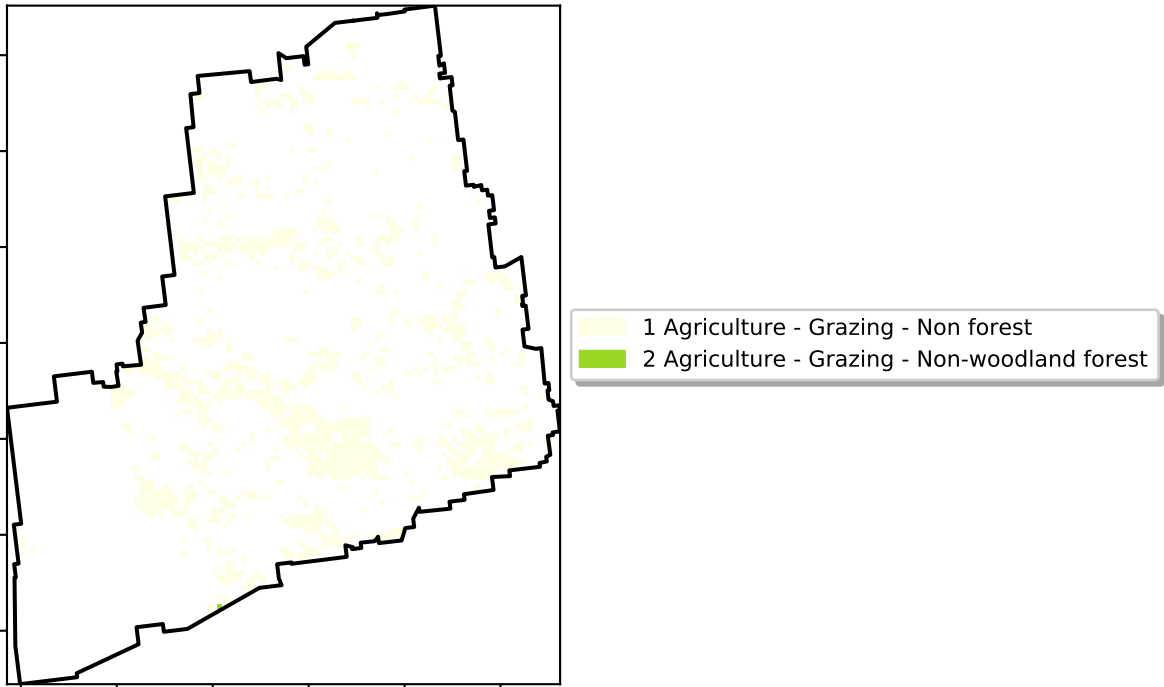 1 Agriculture - Grazing - Non forest
2 Agriculture - Grazing - Non-woodland forest